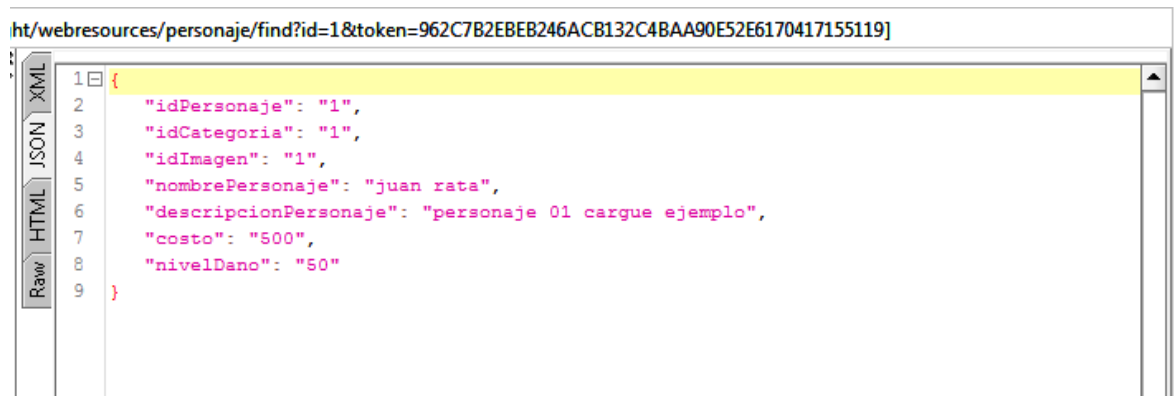 ht/webresources/personaje/find?id=1&token=962C7B2EBEB246ACB132C4BAA90E52E6170417155119]
XML
JSON
HTML
Raw
1 {
2 "idPersonaje": "1",
3 "idCategoria": "1",
4 "idImagen": "1",
5 "nombrePersonaje": "juan rata",
6 "descripcionPersonaje": "personaje 01 cargue ejemplo",
7 "costo": "500",
8 "nivelDano": "50"
9 }